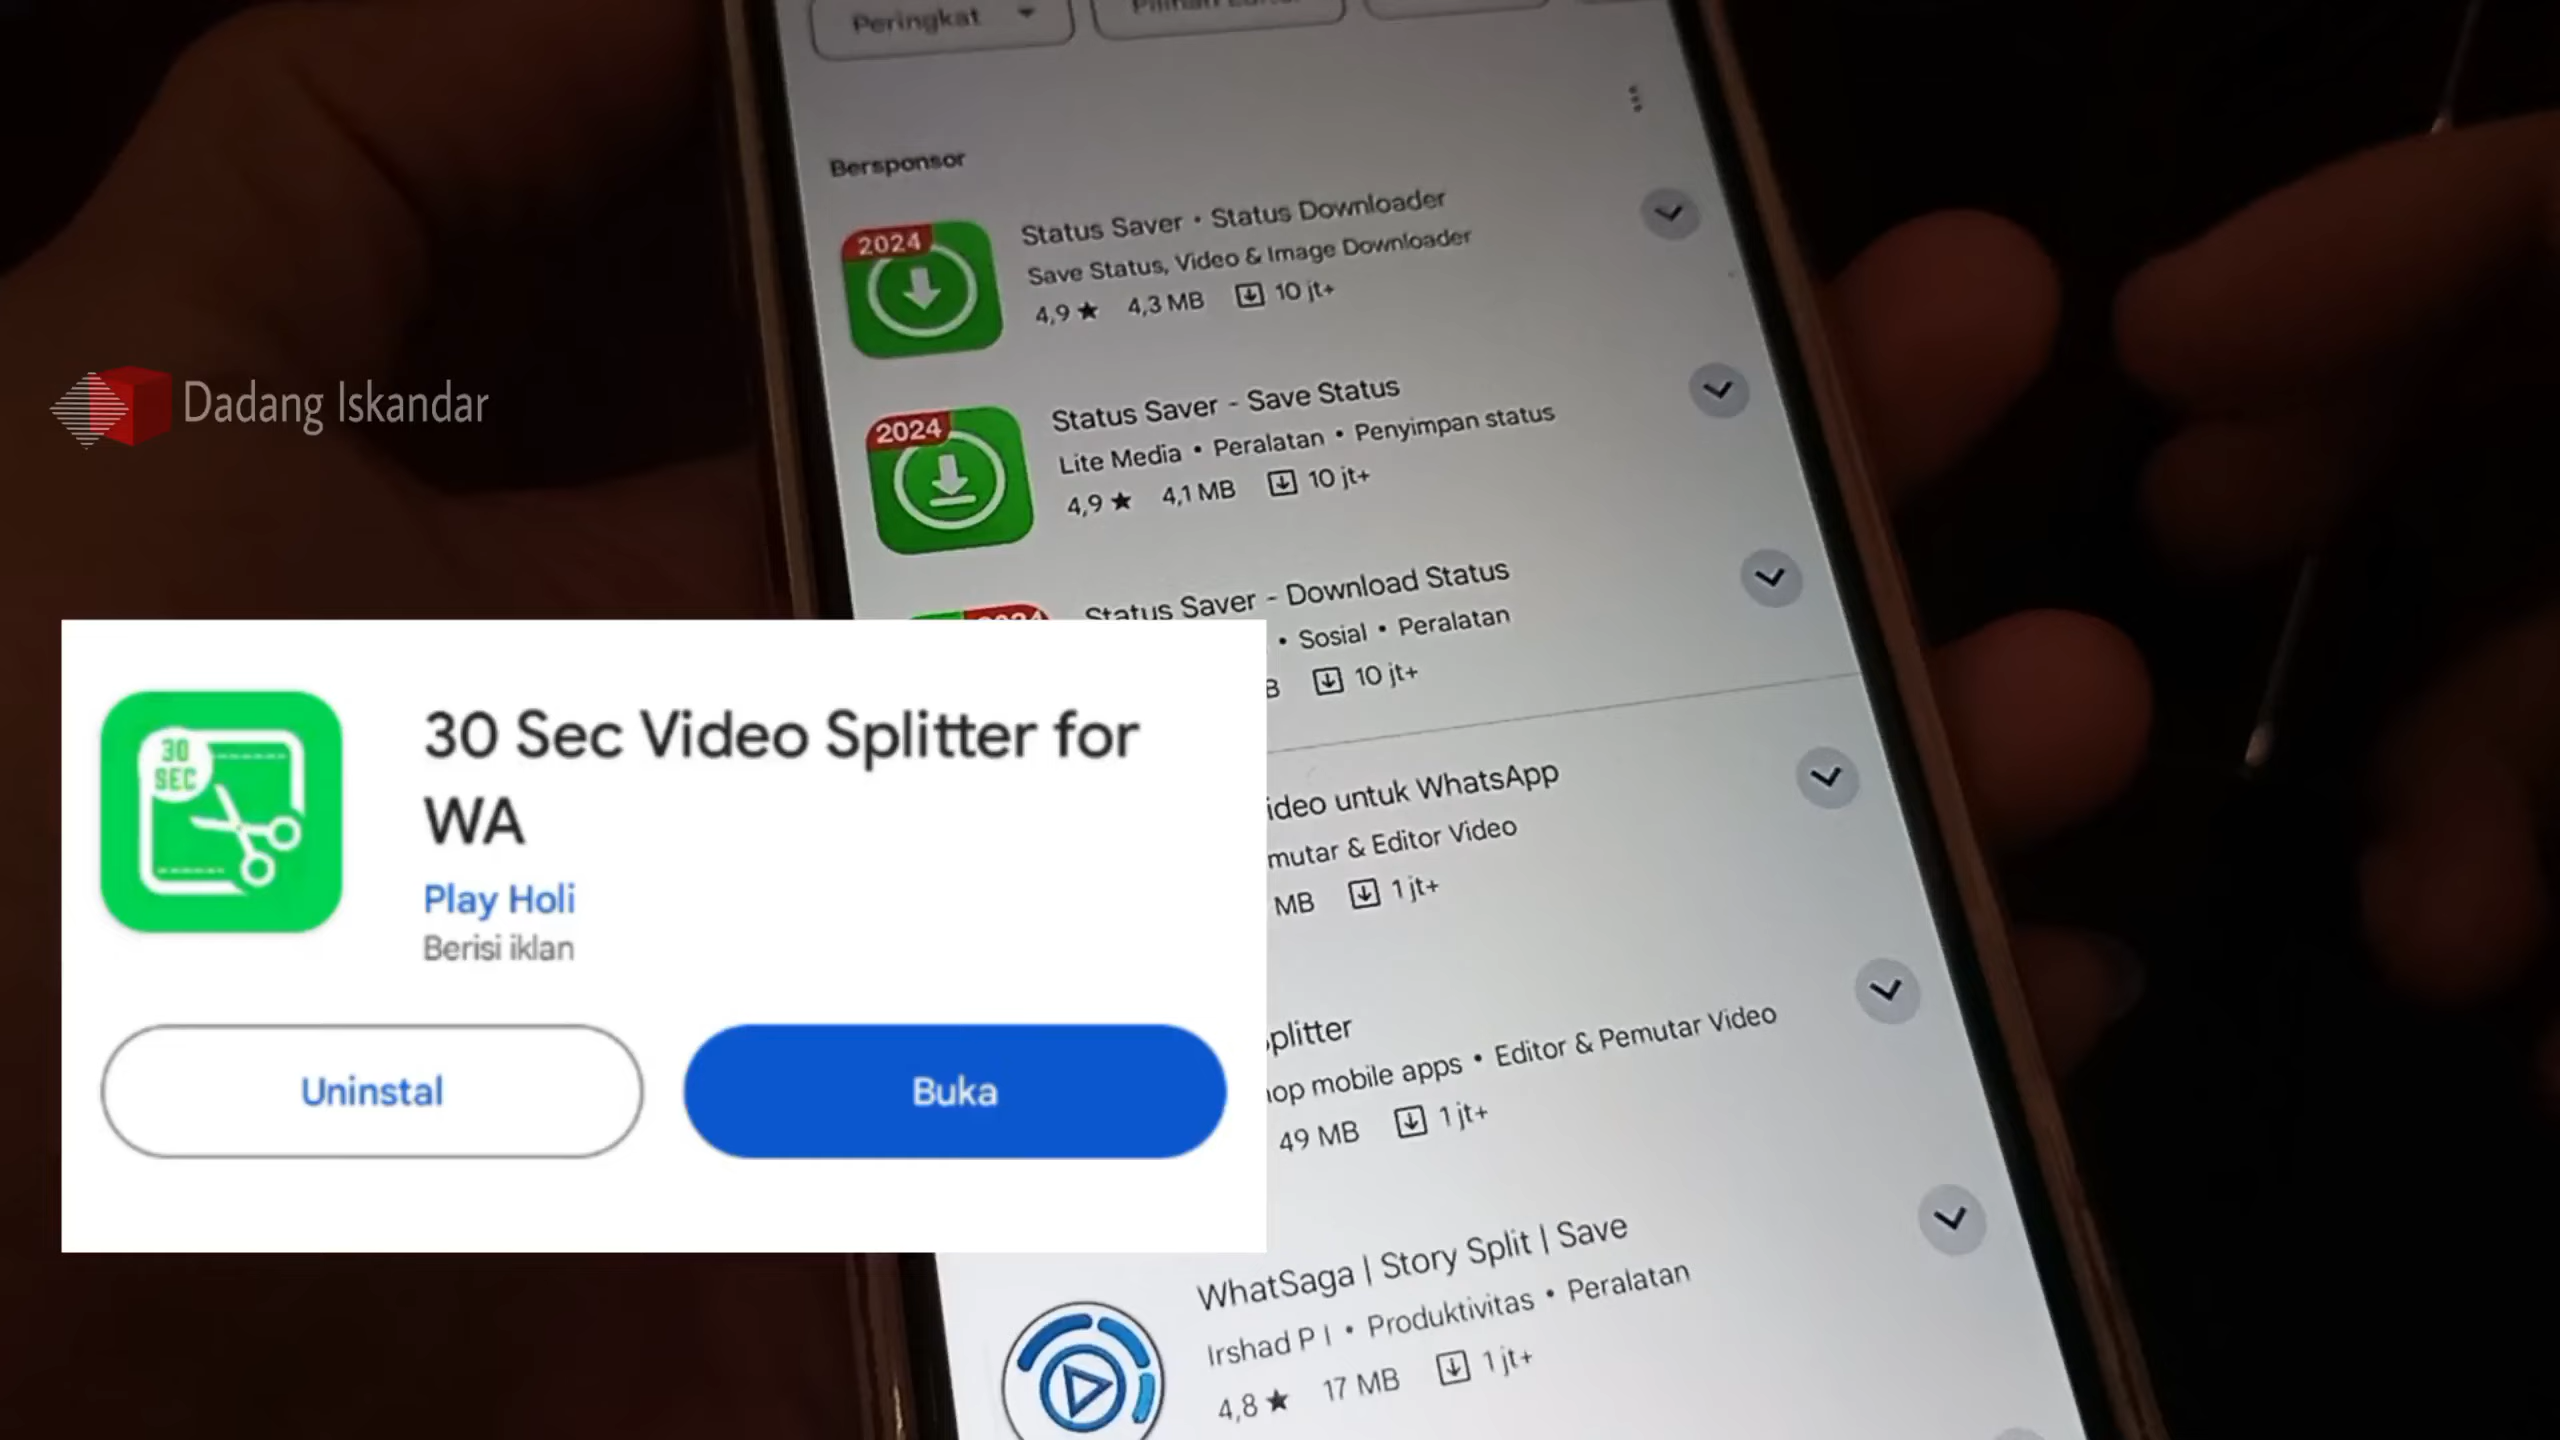 Peringkat
Bersponsor
2024
Status Saver • Status Downloader
Save Status, Video & Image Downloader
4,9 ★ 4,3 MB 10 jt+
Dadang Iskandar
2024
Status Saver - Save Status
Lite Media • Peralatan • Penyimpan status
4,9 ★ 4,1 MB 10 jt+
Status Saver - Download Status
• Sosial • Peralatan
10 jt+
30 SEC
30 Sec Video Splitter for
WA
Play Holi
Berisi iklan
Uninstal
Buka
untuk WhatsApp
& Editor Video
MB 1 jt+
mobile apps • Editor & Pemutar Video
49 MB 1 jt+
WhatSaga | Story Split | Save
Irshad P I • Produktivitas • Peralatan
4,8 ★ 17 MB 1 jt+